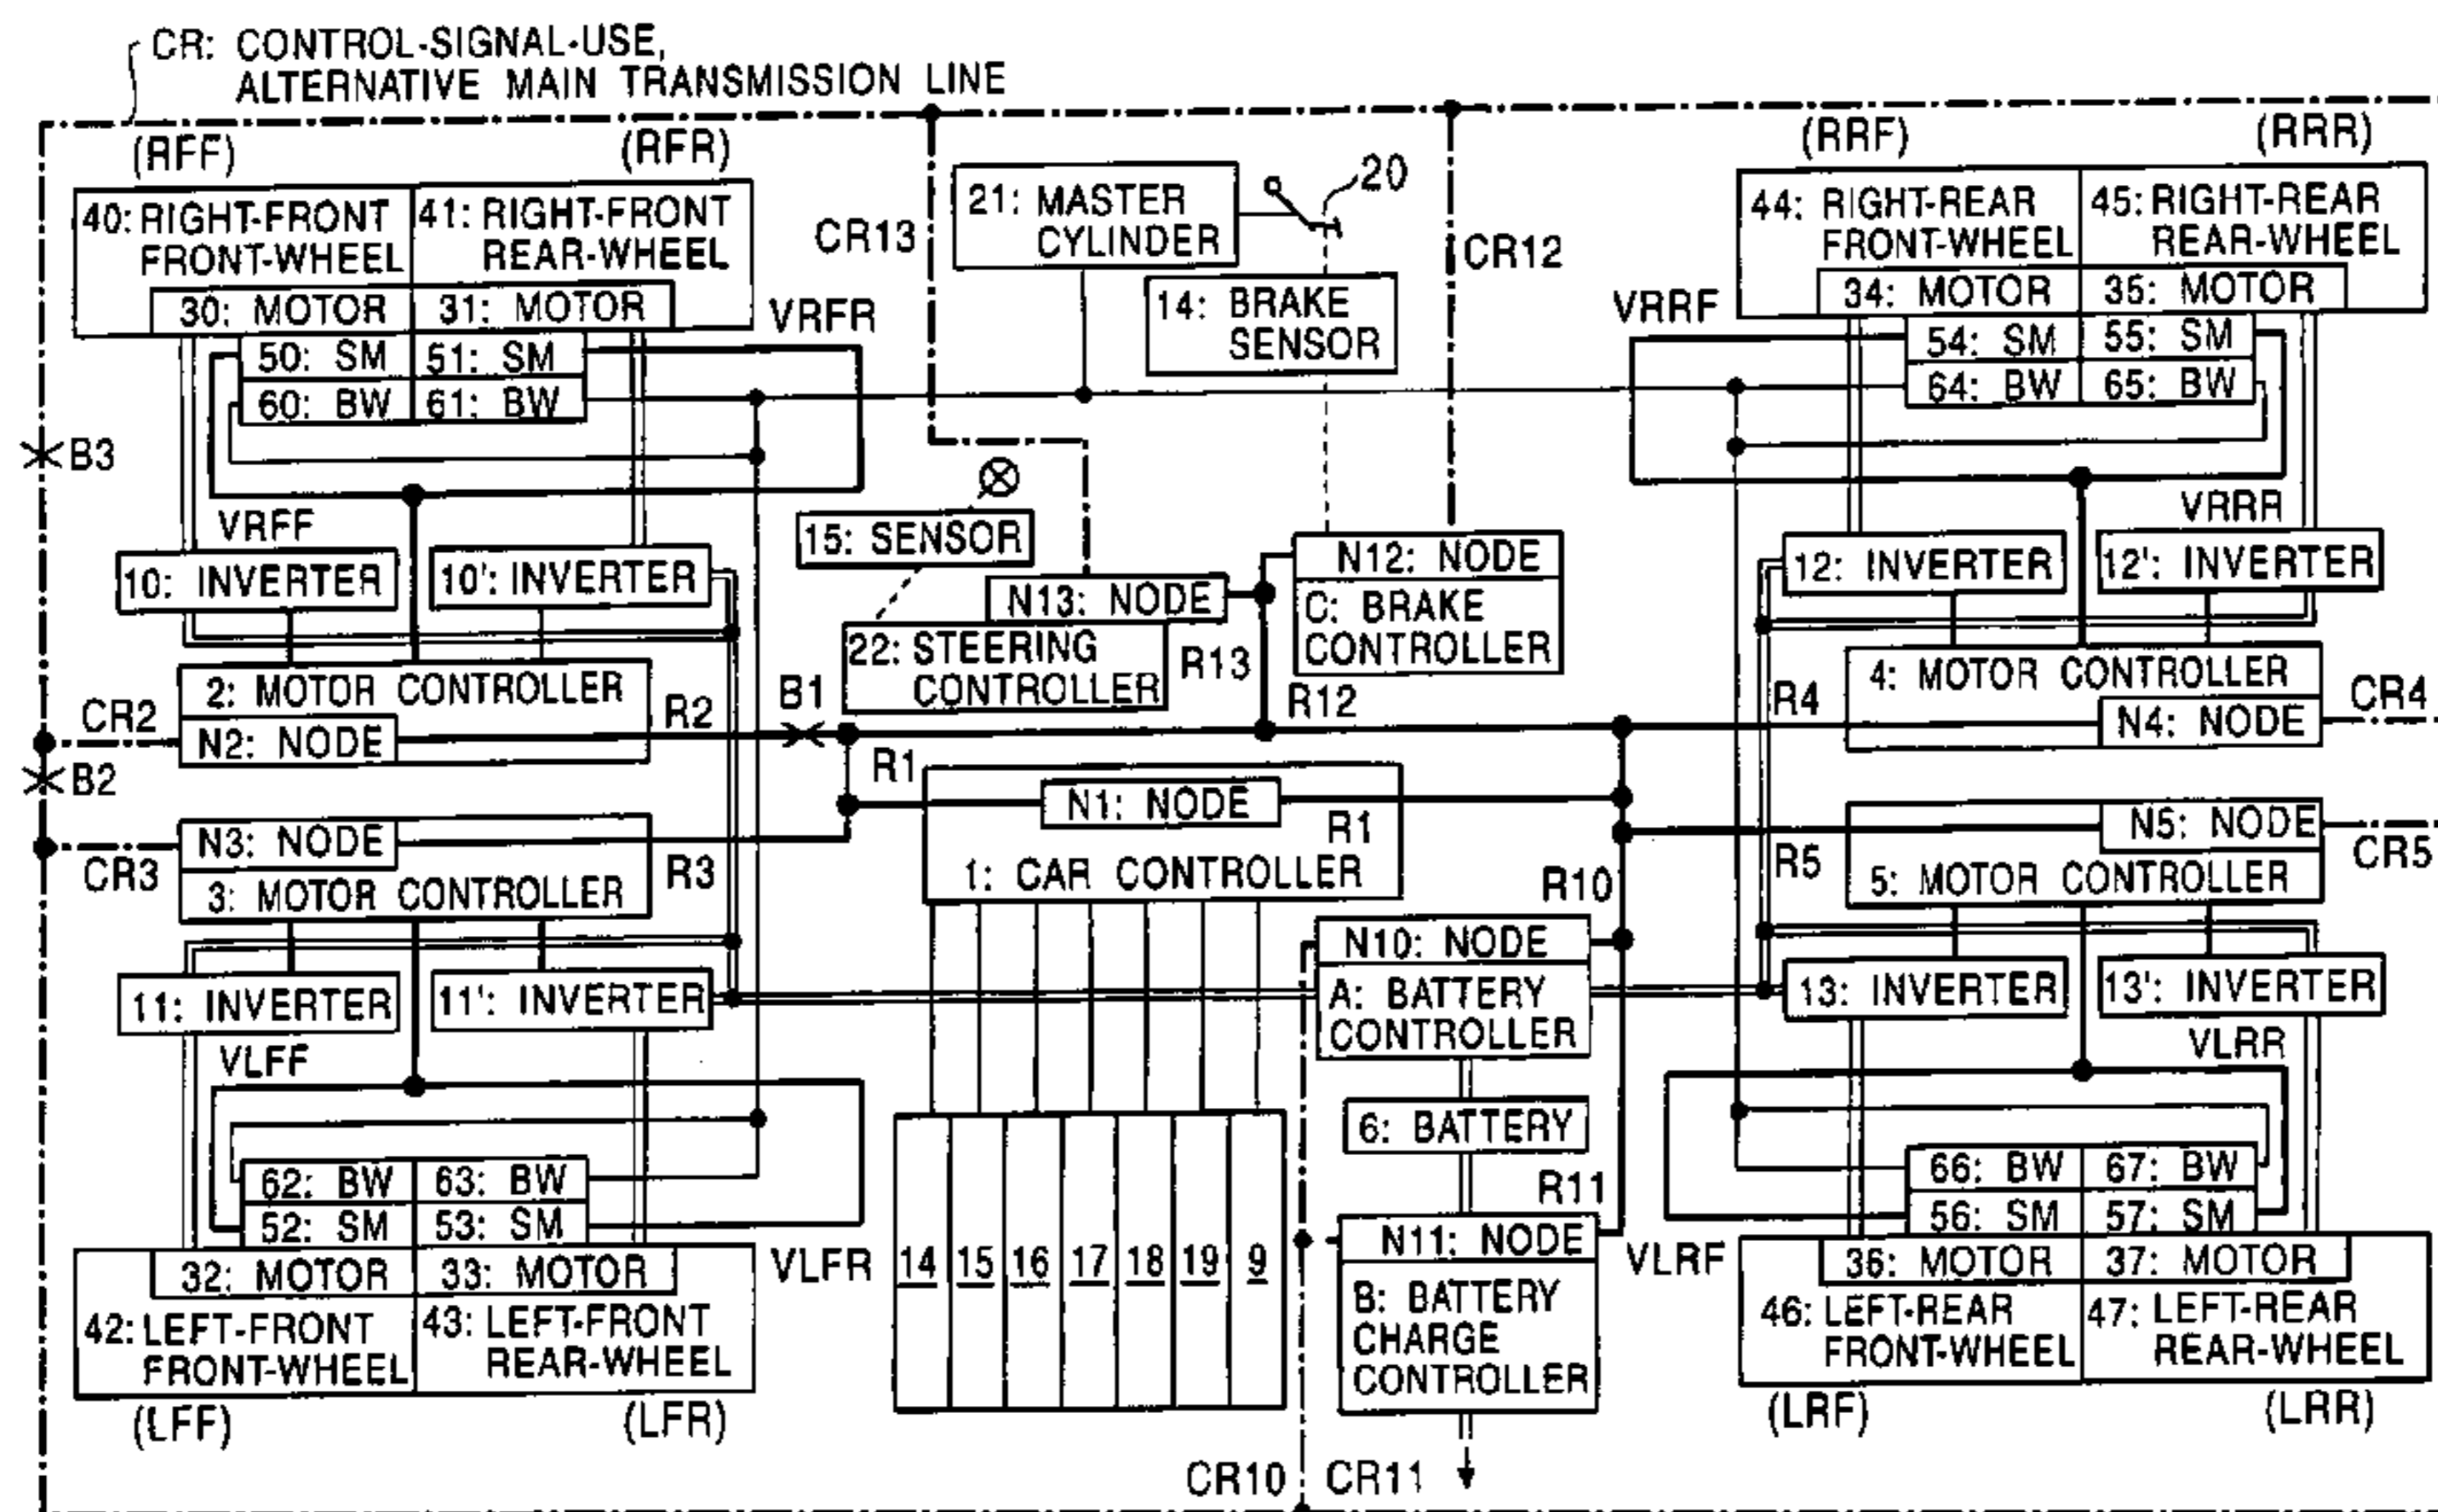 CR: CONTROL-SIGNAL-USE,
ALTERNATIVE MAIN TRANSMISSION LINE
(RFF)
(RFR)
(RRF)
(RRR)
40: RIGHT-FRONT
FRONT-WHEEL
41: RIGHT-FRONT
REAR-WHEEL
30: MOTOR
31: MOTOR
50: SM
51: SM
60: BW
61: BW
VRFR
VRFF
CR13
21: MASTER
CYLINDER
20
14: BRAKE
SENSOR
CR12
44: RIGHT-REAR
FRONT-WHEEL
45: RIGHT-REAR
REAR-WHEEL
34: MOTOR
35: MOTOR
54: SM
55: SM
64: BW
65: BW
VRRF
VRRR
B3
10: INVERTER
10': INVERTER
15: SENSOR
N13: NODE
22: STEERING
CONTROLLER
R13
N12: NODE
C: BRAKE
CONTROLLER
R12
12: INVERTER
12': INVERTER
2: MOTOR CONTROLLER
N2: NODE
CR2
R2
B1
B2
4: MOTOR CONTROLLER
N4: NODE
R4
CR4
R1
N1: NODE
R1
1: CAR CONTROLLER
N3: NODE
3: MOTOR CONTROLLER
CR3
R3
N5: NODE
5: MOTOR CONTROLLER
R5
CR5
R10
N10: NODE
A: BATTERY
CONTROLLER
11: INVERTER
11': INVERTER
13: INVERTER
13': INVERTER
VLFF
VLRR
6: BATTERY
R11
62: BW
63: BW
52: SM
53: SM
32: MOTOR
33: MOTOR
42: LEFT-FRONT
FRONT-WHEEL
43: LEFT-FRONT
REAR-WHEEL
VLFR
(LFF)
(LFR)
14 15 16 17 18 19 9
N11: NODE
B: BATTERY
CHARGE
CONTROLLER
VLRF
66: BW
67: BW
56: SM
57: SM
36: MOTOR
37: MOTOR
46: LEFT-REAR
FRONT-WHEEL
47: LEFT-REAR
REAR-WHEEL
(LRF)
(LRR)
CR10
CR11